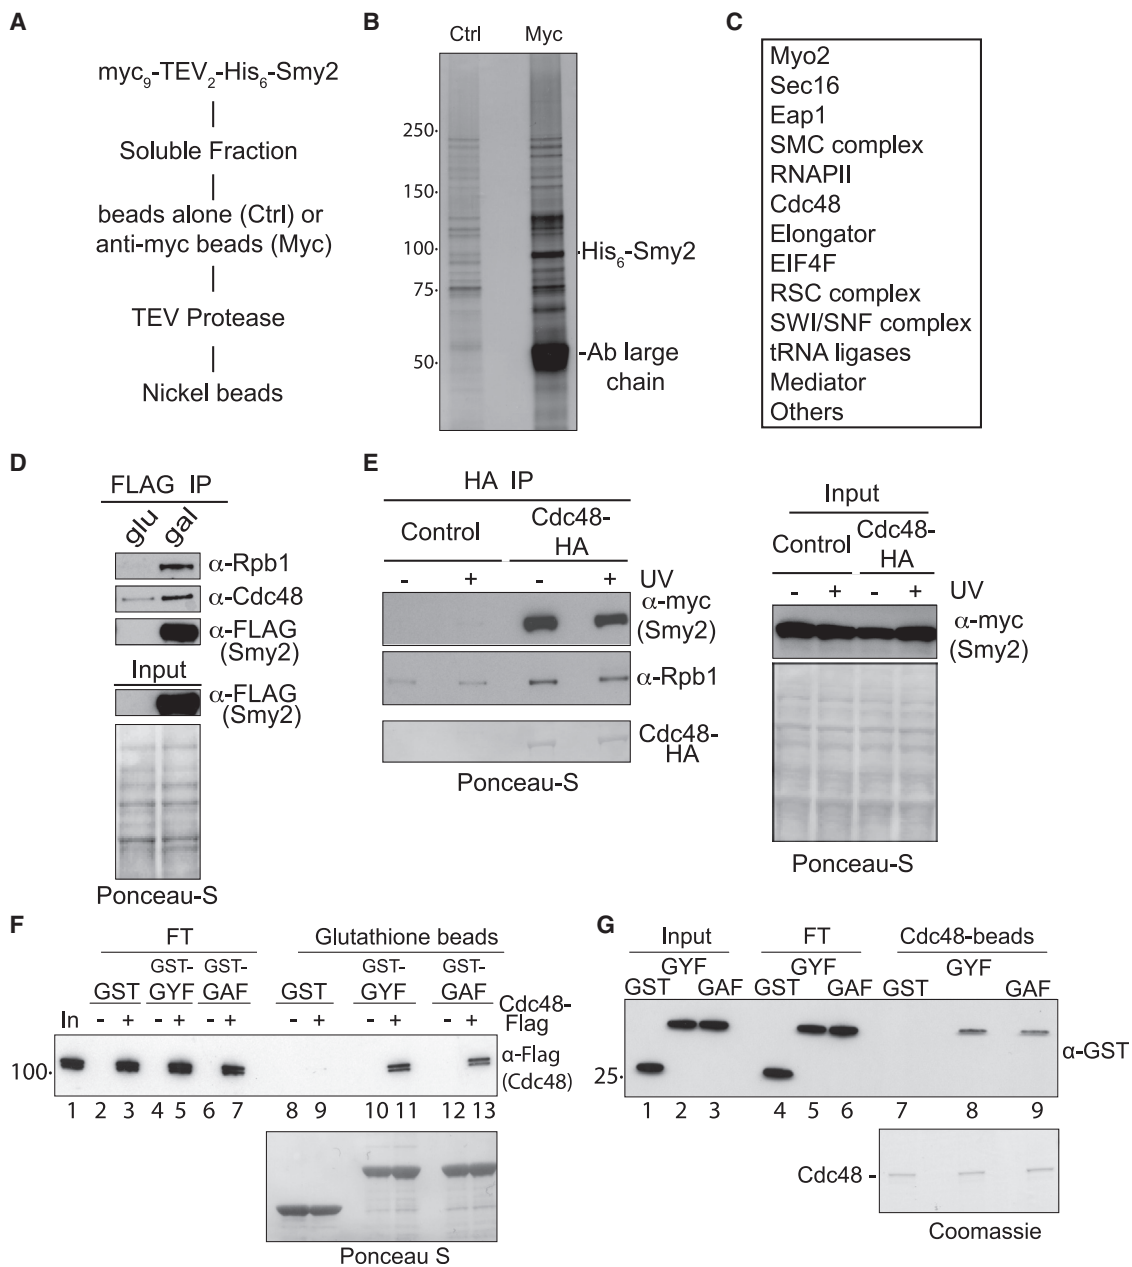 A
myc9-TEV2-His6-Smy2
Soluble Fraction
beads alone (Ctrl) or
anti-myc beads (Myc)
TEV Protease
Nickel beads
B
Ctrl Myc
250
150
100
75
50
His6-Smy2
Ab large
chain
C
Myo2
Sec16
Eap1
SMC complex
RNAPII
Cdc48
Elongator
EIF4F
RSC complex
SWI/SNF complex
tRNA ligases
Mediator
Others
D
FLAG IP
glu gal
α-Rpb1
α-Cdc48
α-FLAG
(Smy2)
Input
α-FLAG
(Smy2)
Ponceau-S
E
HA IP
Control Cdc48-
HA
- + - + UV
α-myc
(Smy2)
α-Rpb1
Cdc48-
HA
Ponceau-S
Input
Control Cdc48-
HA
- + - + UV
α-myc
(Smy2)
Ponceau-S
F
FT Glutathione beads
GST GST-GYF GST-GAF GST GST-GYF GST-GAF
Cdc48-
Flag
In - + - + - + - + - + - +
100
α-Flag
(Cdc48)
1 2 3 4 5 6 7 8 9 10 11 12 13
Ponceau S
G
Input FT Cdc48-beads
GST GYF GAF GST GYF GAF GST GYF GAF
25
α-GST
1 2 3 4 5 6 7 8 9
Cdc48 -
Coomassie